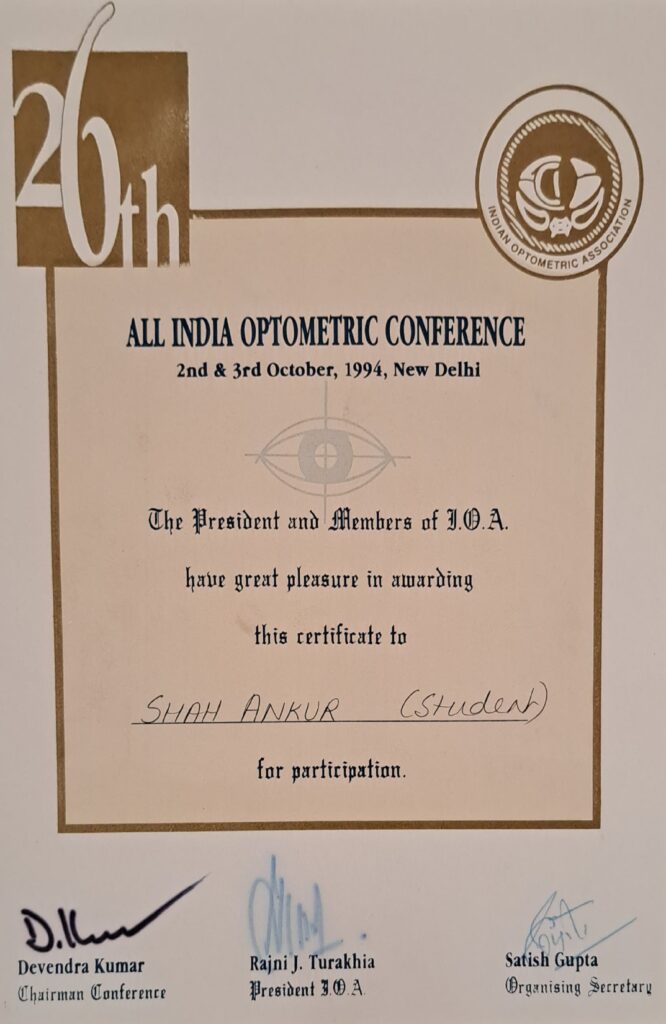 26th
INDIAN OPTOMETRIC ASSOCIATION
ALL INDIA OPTOMETRIC CONFERENCE
2nd & 3rd October, 1994, New Delhi
The President and Members of I.O.A.
have great pleasure in awarding
this certificate to
SHAH ANKUR (Student)
for participation.
D. Kumar
Devendra Kumar
Chairman Conference
Rajni J. Turakhia
President I.O.A.
Satish Gupta
Organising Secretary